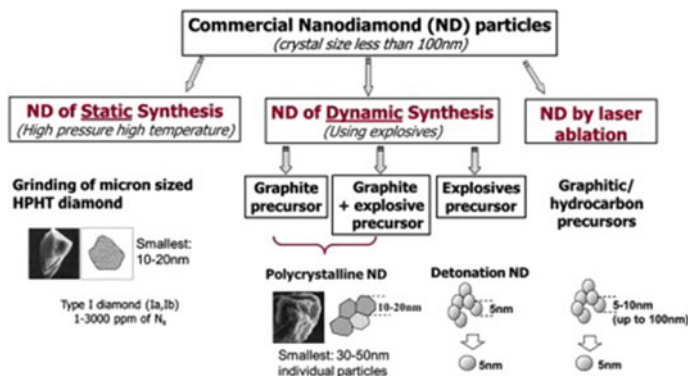 Commercial Nanodiamond (ND) particles
(crystal size less than 100nm)
ND of Static Synthesis
(High pressure high temperature)
ND of Dynamic Synthesis
(Using explosives)
ND by laser
ablation
Grinding of micron sized
HPHT diamond
Smallest:
10-20nm
Type I diamond (Ia,Ib)
1-3000 ppm of Ns
Graphite
precursor
Graphite
+ explosive
precursor
Explosives
precursor
Graphitic/
hydrocarbon
precursors
Polycrystalline ND
10-20nm
Smallest: 30-50nm
individual particles
Detonation ND
5nm
5nm
5-10nm
(up to 100nm)
5nm